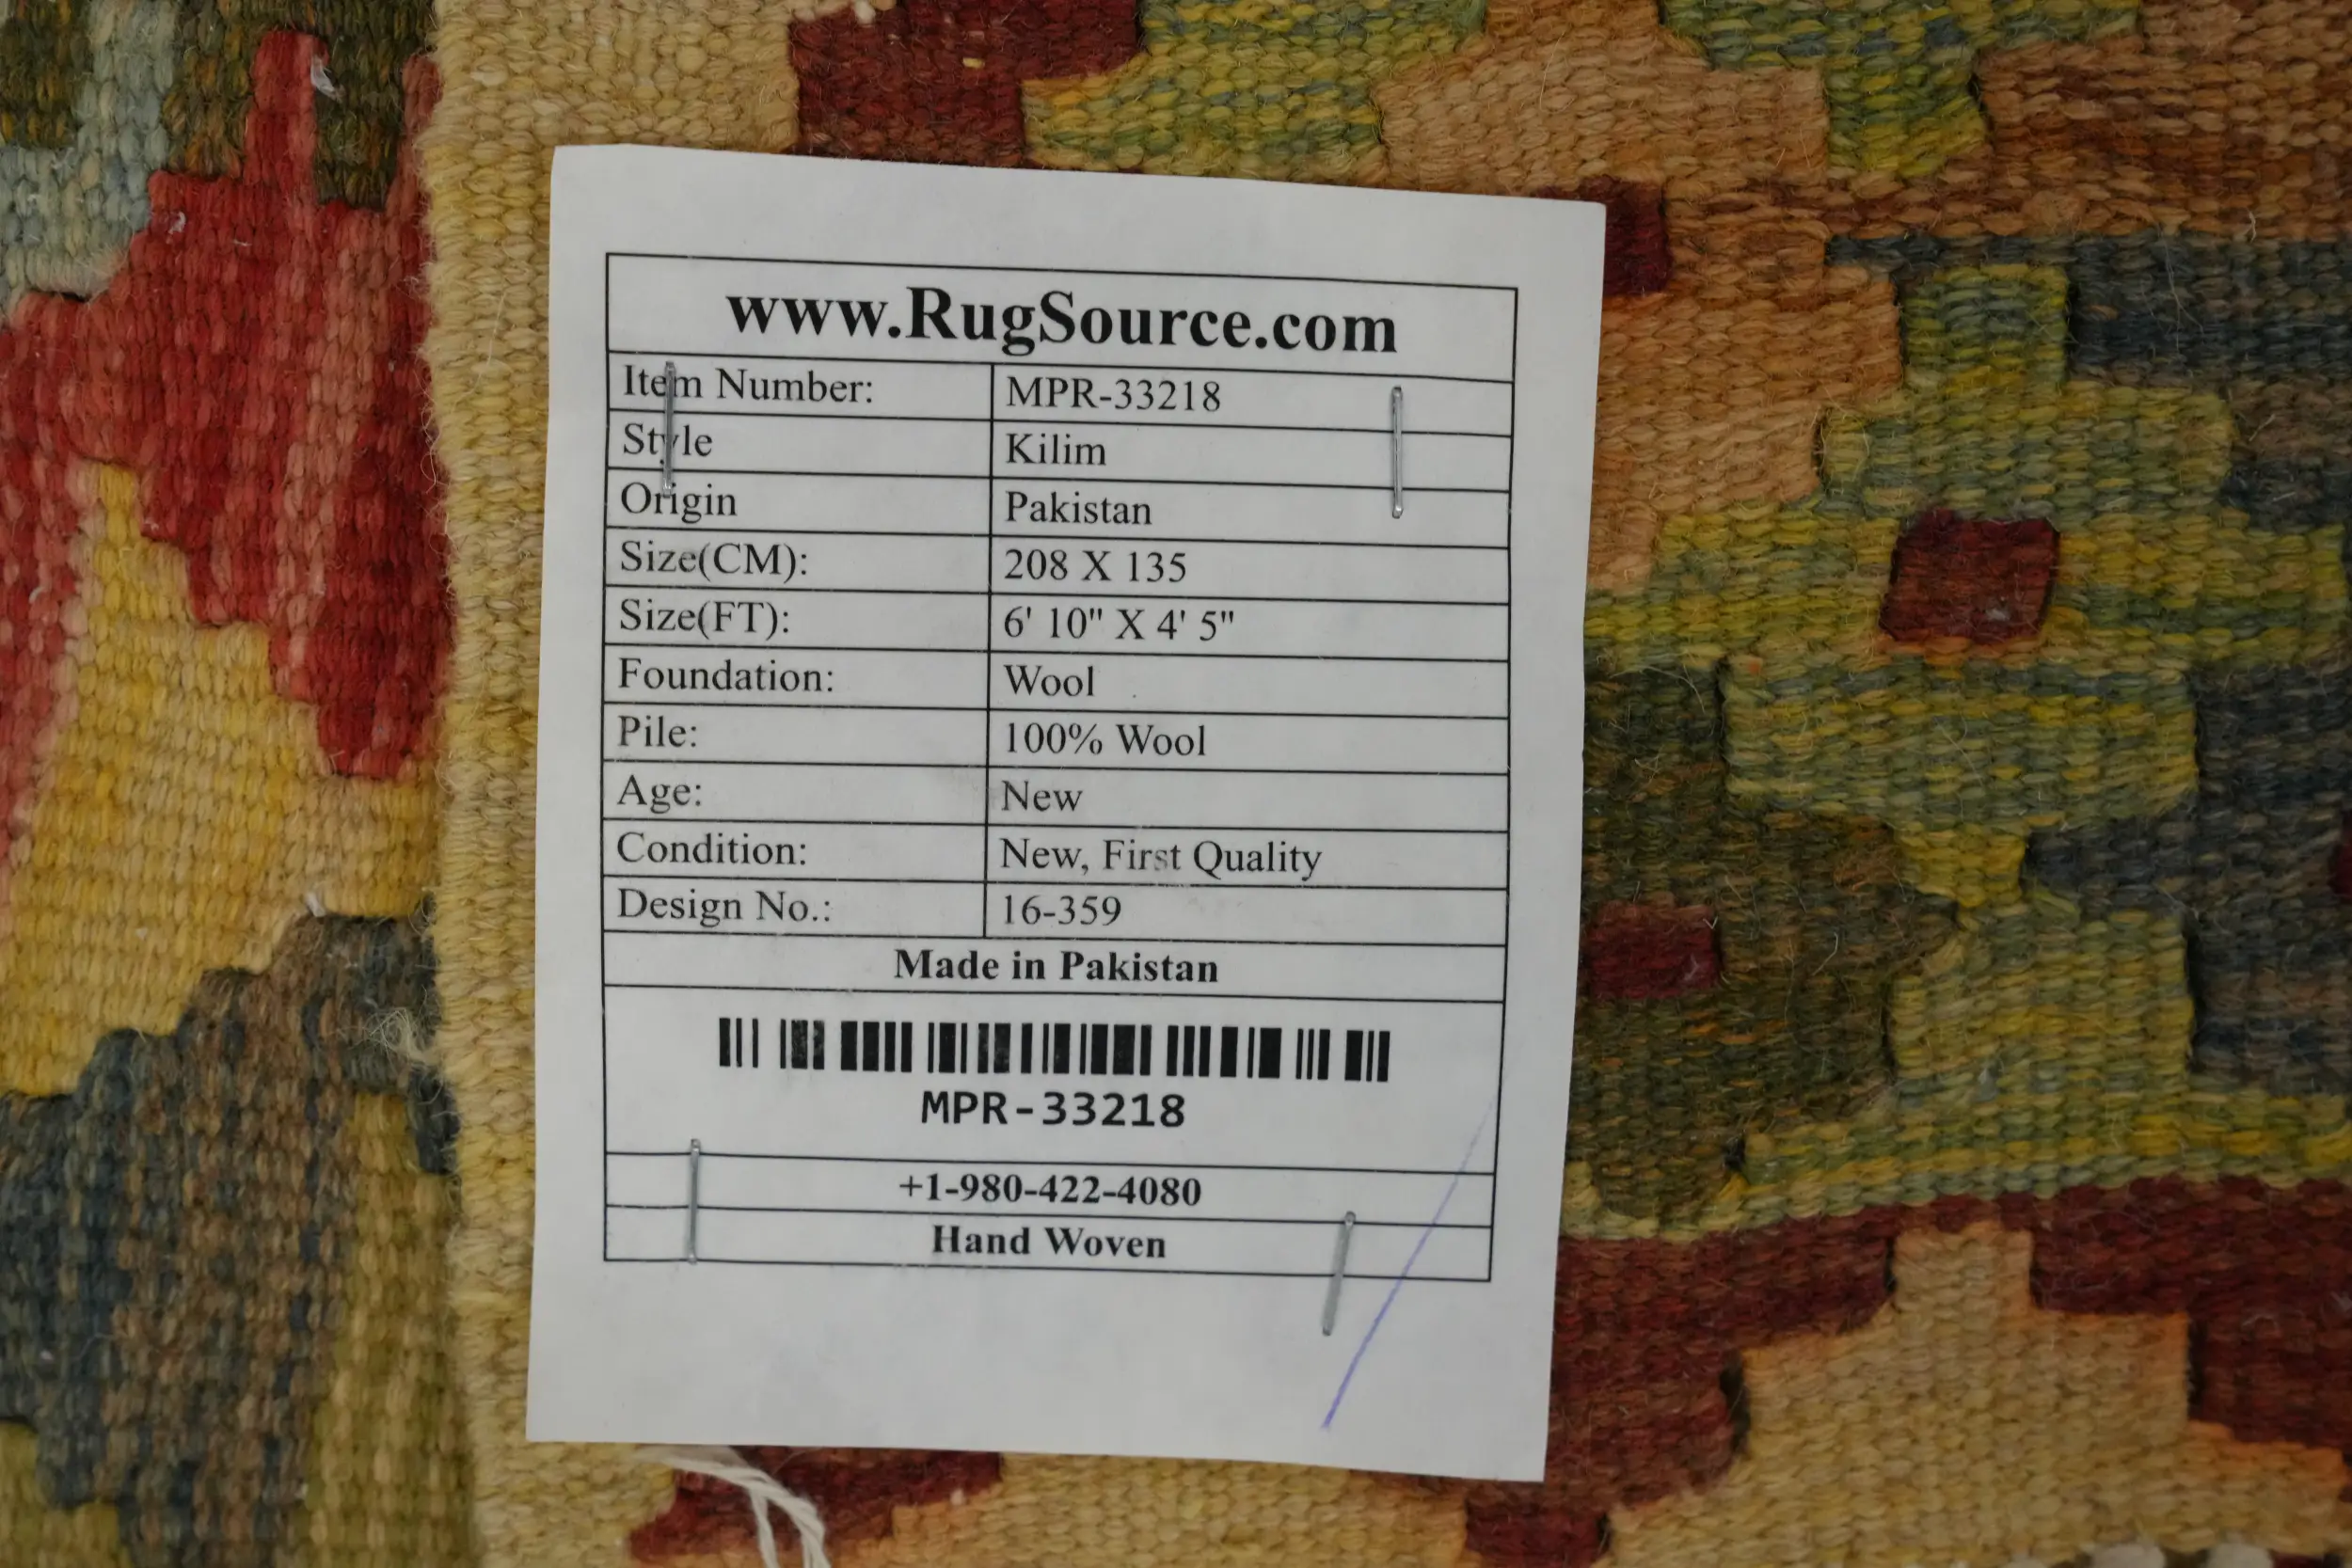 www.RugSource.com
Item Number: MPR-33218
Style Kilim
Origin Pakistan
Size(CM): 208 X 135
Size(FT): 6' 10" X 4' 5"
Foundation: Wool
Pile: 100% Wool
Age: New
Condition: New, First Quality
Design No.: 16-359
Made in Pakistan
MPR-33218
+1-980-422-4080
Hand Woven